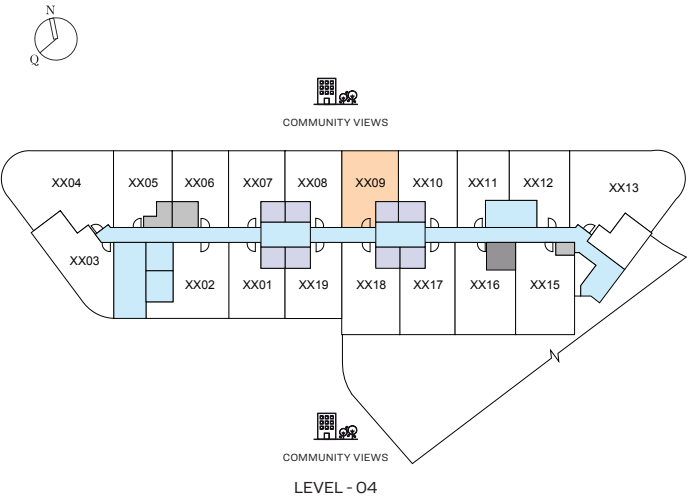 N
Q
COMMUNITY VIEWS
XX04 XX05 XX06 XX07 XX08 XX09 XX10 XX11 XX12 XX13
XX03 XX02 XX01 XX19 XX18 XX17 XX16 XX15
COMMUNITY VIEWS
LEVEL - 04